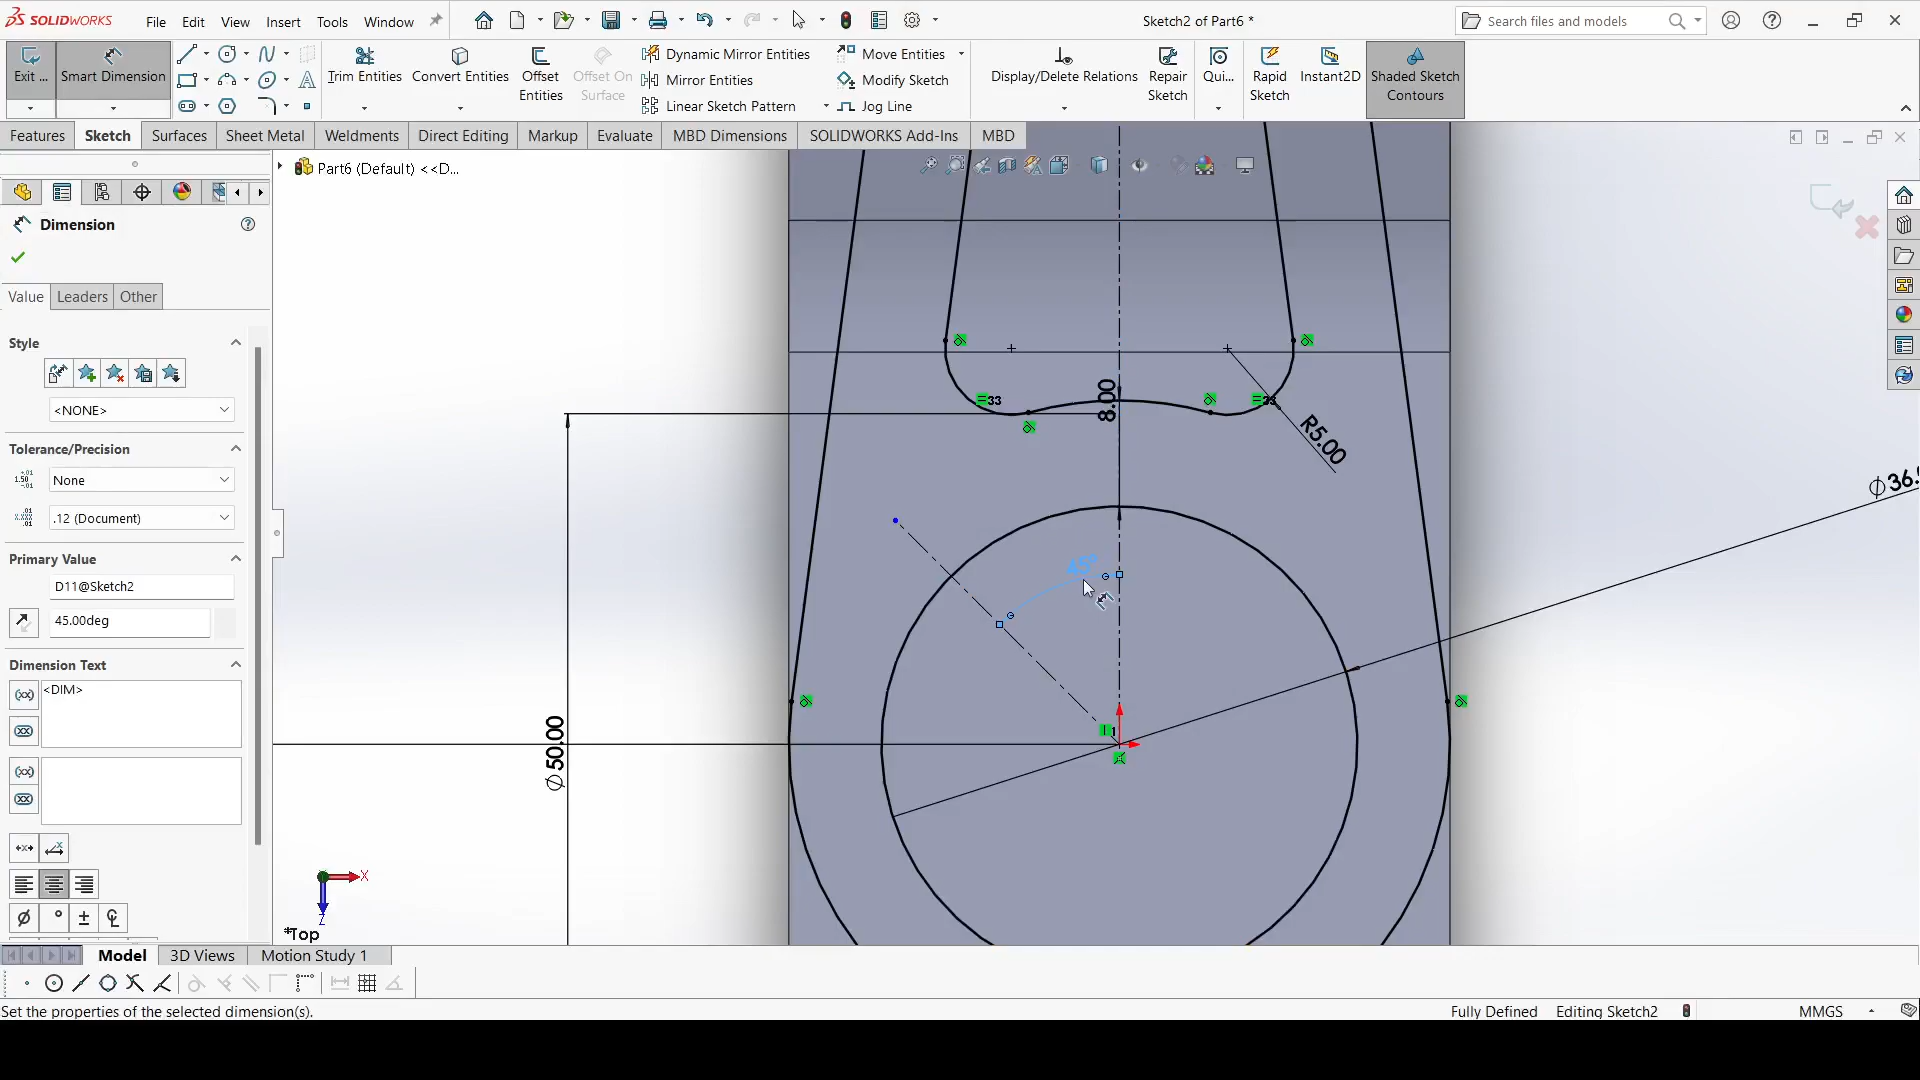 SOLIDWORKS
File Edit View Insert Tools Window
Sketch2 of Part6 *
Search files and models
Exit ...
Smart Dimension
Trim Entities
Convert Entities
Offset Entities
Offset On Surface
Dynamic Mirror Entities
Mirror Entities
Linear Sketch Pattern
Move Entities
Modify Sketch
Jog Line
Display/Delete Relations
Repair Sketch
Qui...
Rapid Sketch
Instant2D
Shaded Sketch Contours
Features Sketch Surfaces Sheet Metal Weldments Direct Editing Markup Evaluate MBD Dimensions SOLIDWORKS Add-Ins MBD
Part6 (Default) <<D...
Dimension
Value Leaders Other
Style
<NONE>
Tolerance/Precision
None
.12 (Document)
Primary Value
D11@Sketch2
45.00deg
Dimension Text
<DIM>
33
33
8.00
R5.00
∅36.
45°
1
∅50.00
X
Z
*Top
Model 3D Views Motion Study 1
Set the properties of the selected dimension(s).
Fully Defined Editing Sketch2 MMGS